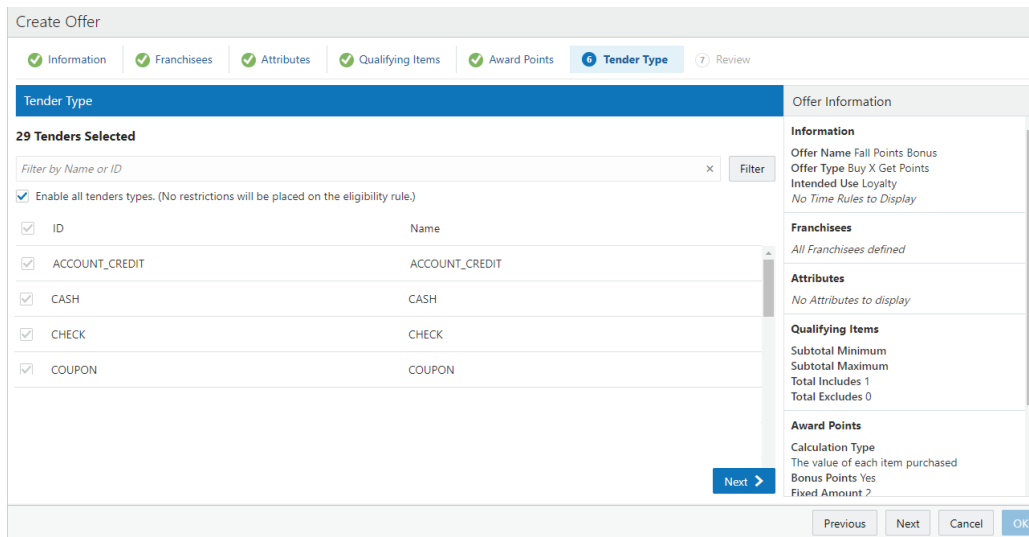 Create Offer
Information Franchisees Attributes Qualifying Items Award Points 6 Tender Type 7 Review
Tender Type
29 Tenders Selected
Filter by Name or ID × Filter
Enable all tenders types. (No restrictions will be placed on the eligibility rule.)
ID Name
ACCOUNT_CREDIT ACCOUNT_CREDIT
CASH CASH
CHECK CHECK
COUPON COUPON
Next
Offer Information
Information
Offer Name Fall Points Bonus
Offer Type Buy X Get Points
Intended Use Loyalty
No Time Rules to Display
Franchisees
All Franchisees defined
Attributes
No Attributes to display
Qualifying Items
Subtotal Minimum
Subtotal Maximum
Total Includes 1
Total Excludes 0
Award Points
Calculation Type
The value of each item purchased
Bonus Points Yes
Fixed Amount 2
Previous Next Cancel OK